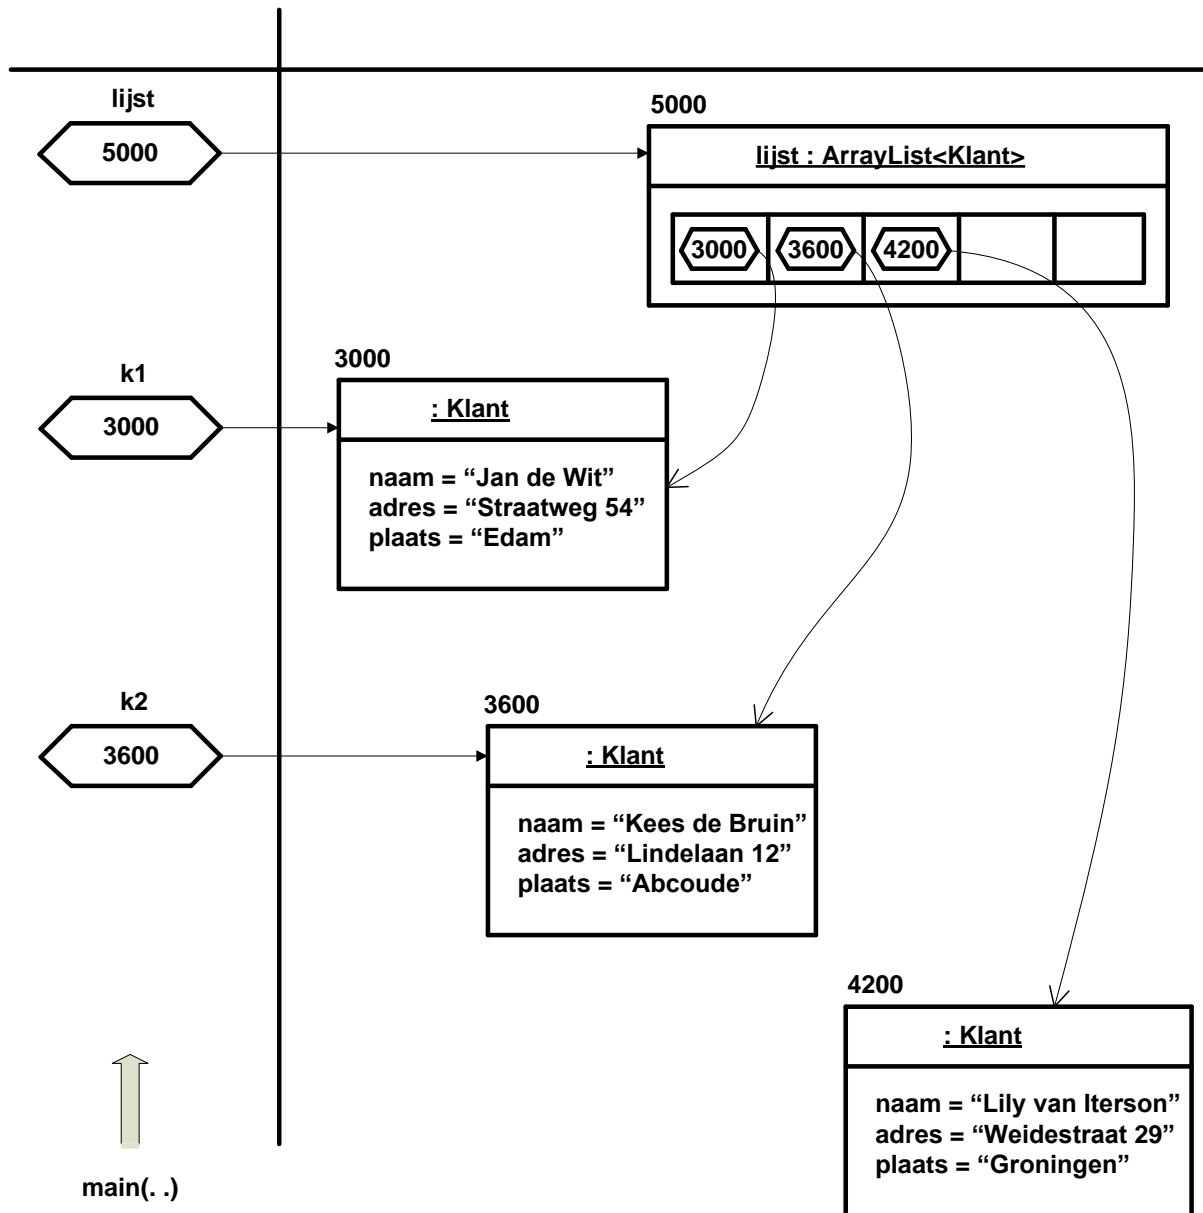 lijst
5000
5000
lijst : ArrayList<Klant>
3000
3600
4200
k1
3000
3000
: Klant
naam = “Jan de Wit”
adres = “Straatweg 54”
plaats = “Edam”
k2
3600
3600
: Klant
naam = “Kees de Bruin”
adres = “Lindelaan 12”
plaats = “Abcoude”
4200
: Klant
naam = “Lily van Iterson”
adres = “Weidestraat 29”
plaats = “Groningen”
main(. .)